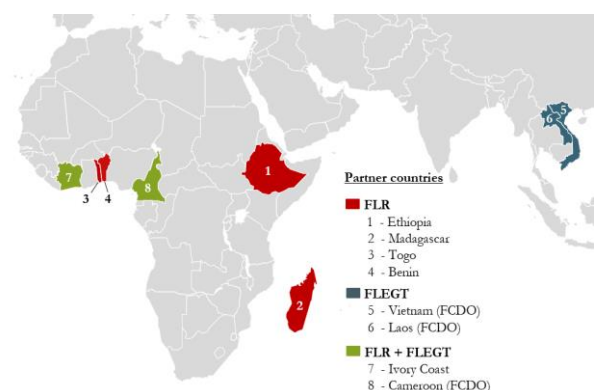 5
6
1
7
8
3
4
2
Partner countries
FLR
1 - Ethiopia
2 - Madagascar
3 - Togo
4 - Benin
FLEGT
5 - Vietnam (FCDO)
6 - Laos (FCDO)
FLR + FLEGT
7 - Ivory Coast
8 - Cameroon (FCDO)